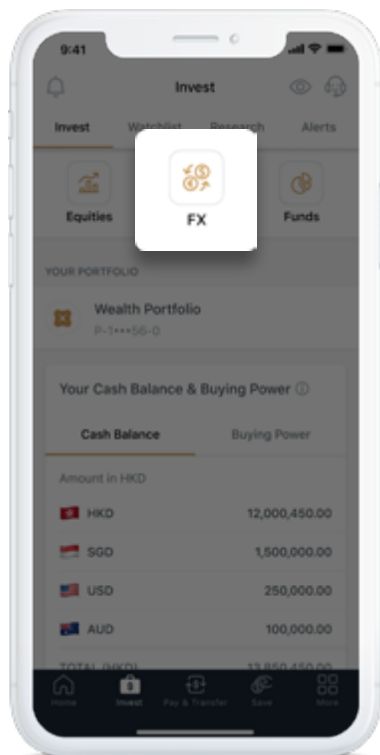 9:41
Invest
Invest Watchlist Research Alerts
Equities FX Funds
YOUR PORTFOLIO
Wealth Portfolio
P-1•••56-0
Your Cash Balance & Buying Power
Cash Balance Buying Power
Amount in HKD
HKD 12,000,450.00
SGD 1,500,000.00
USD 250,000.00
AUD 100,000.00
TOTAL (HKD) 13,850,450.00
Home Invest Pay & Transfer Save More